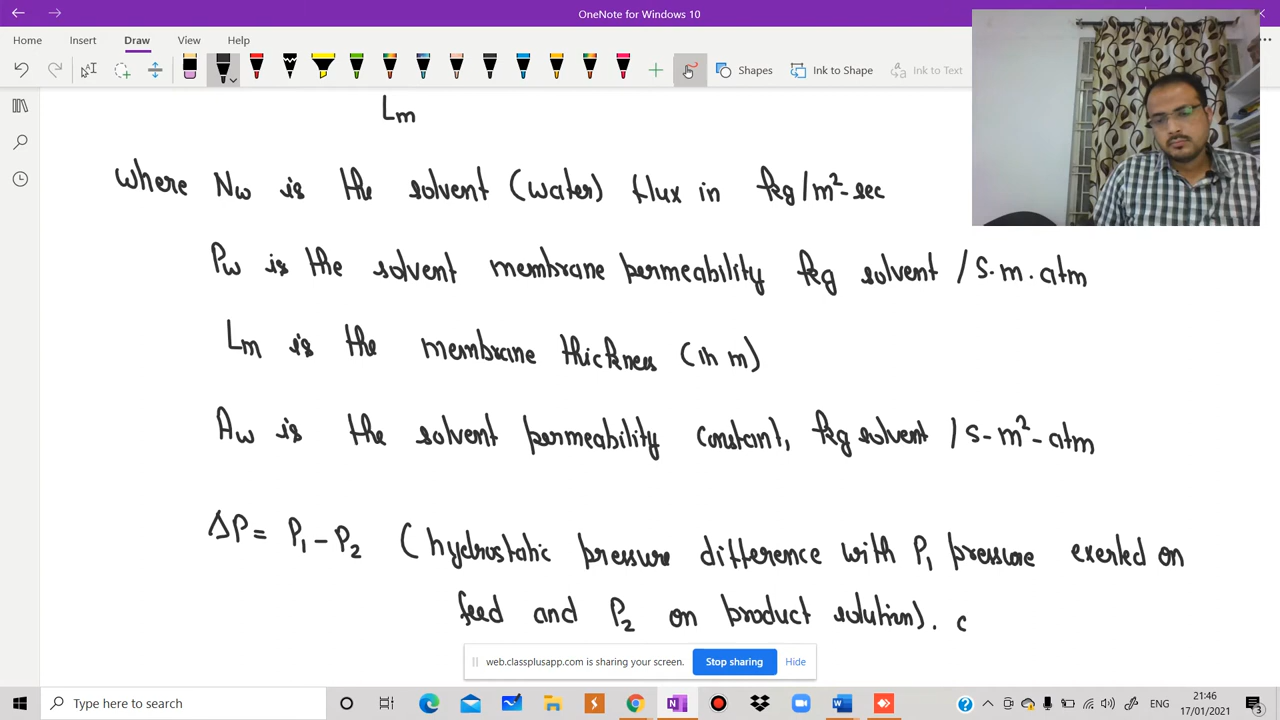 OneNote for Windows 10
Home Insert Draw View Help
Shapes Ink to Shape Ink to Text
Lm
where Nw is the solvent (water) flux in kg/m²-sec
Pw is the solvent membrane permeability kg solvent /s.m.atm
Lm is the membrane thickness (in m)
Aw is the solvent permeability constant, kg solvent /s-m²-atm
ΔP = P₁-P₂ (hydrostatic pressure difference with P₁ pressure exerted on
feed and P₂ on product solution). c
web.classplusapp.com is sharing your screen. Stop sharing Hide
Type here to search
ENG
21:46
17/01/2021
3